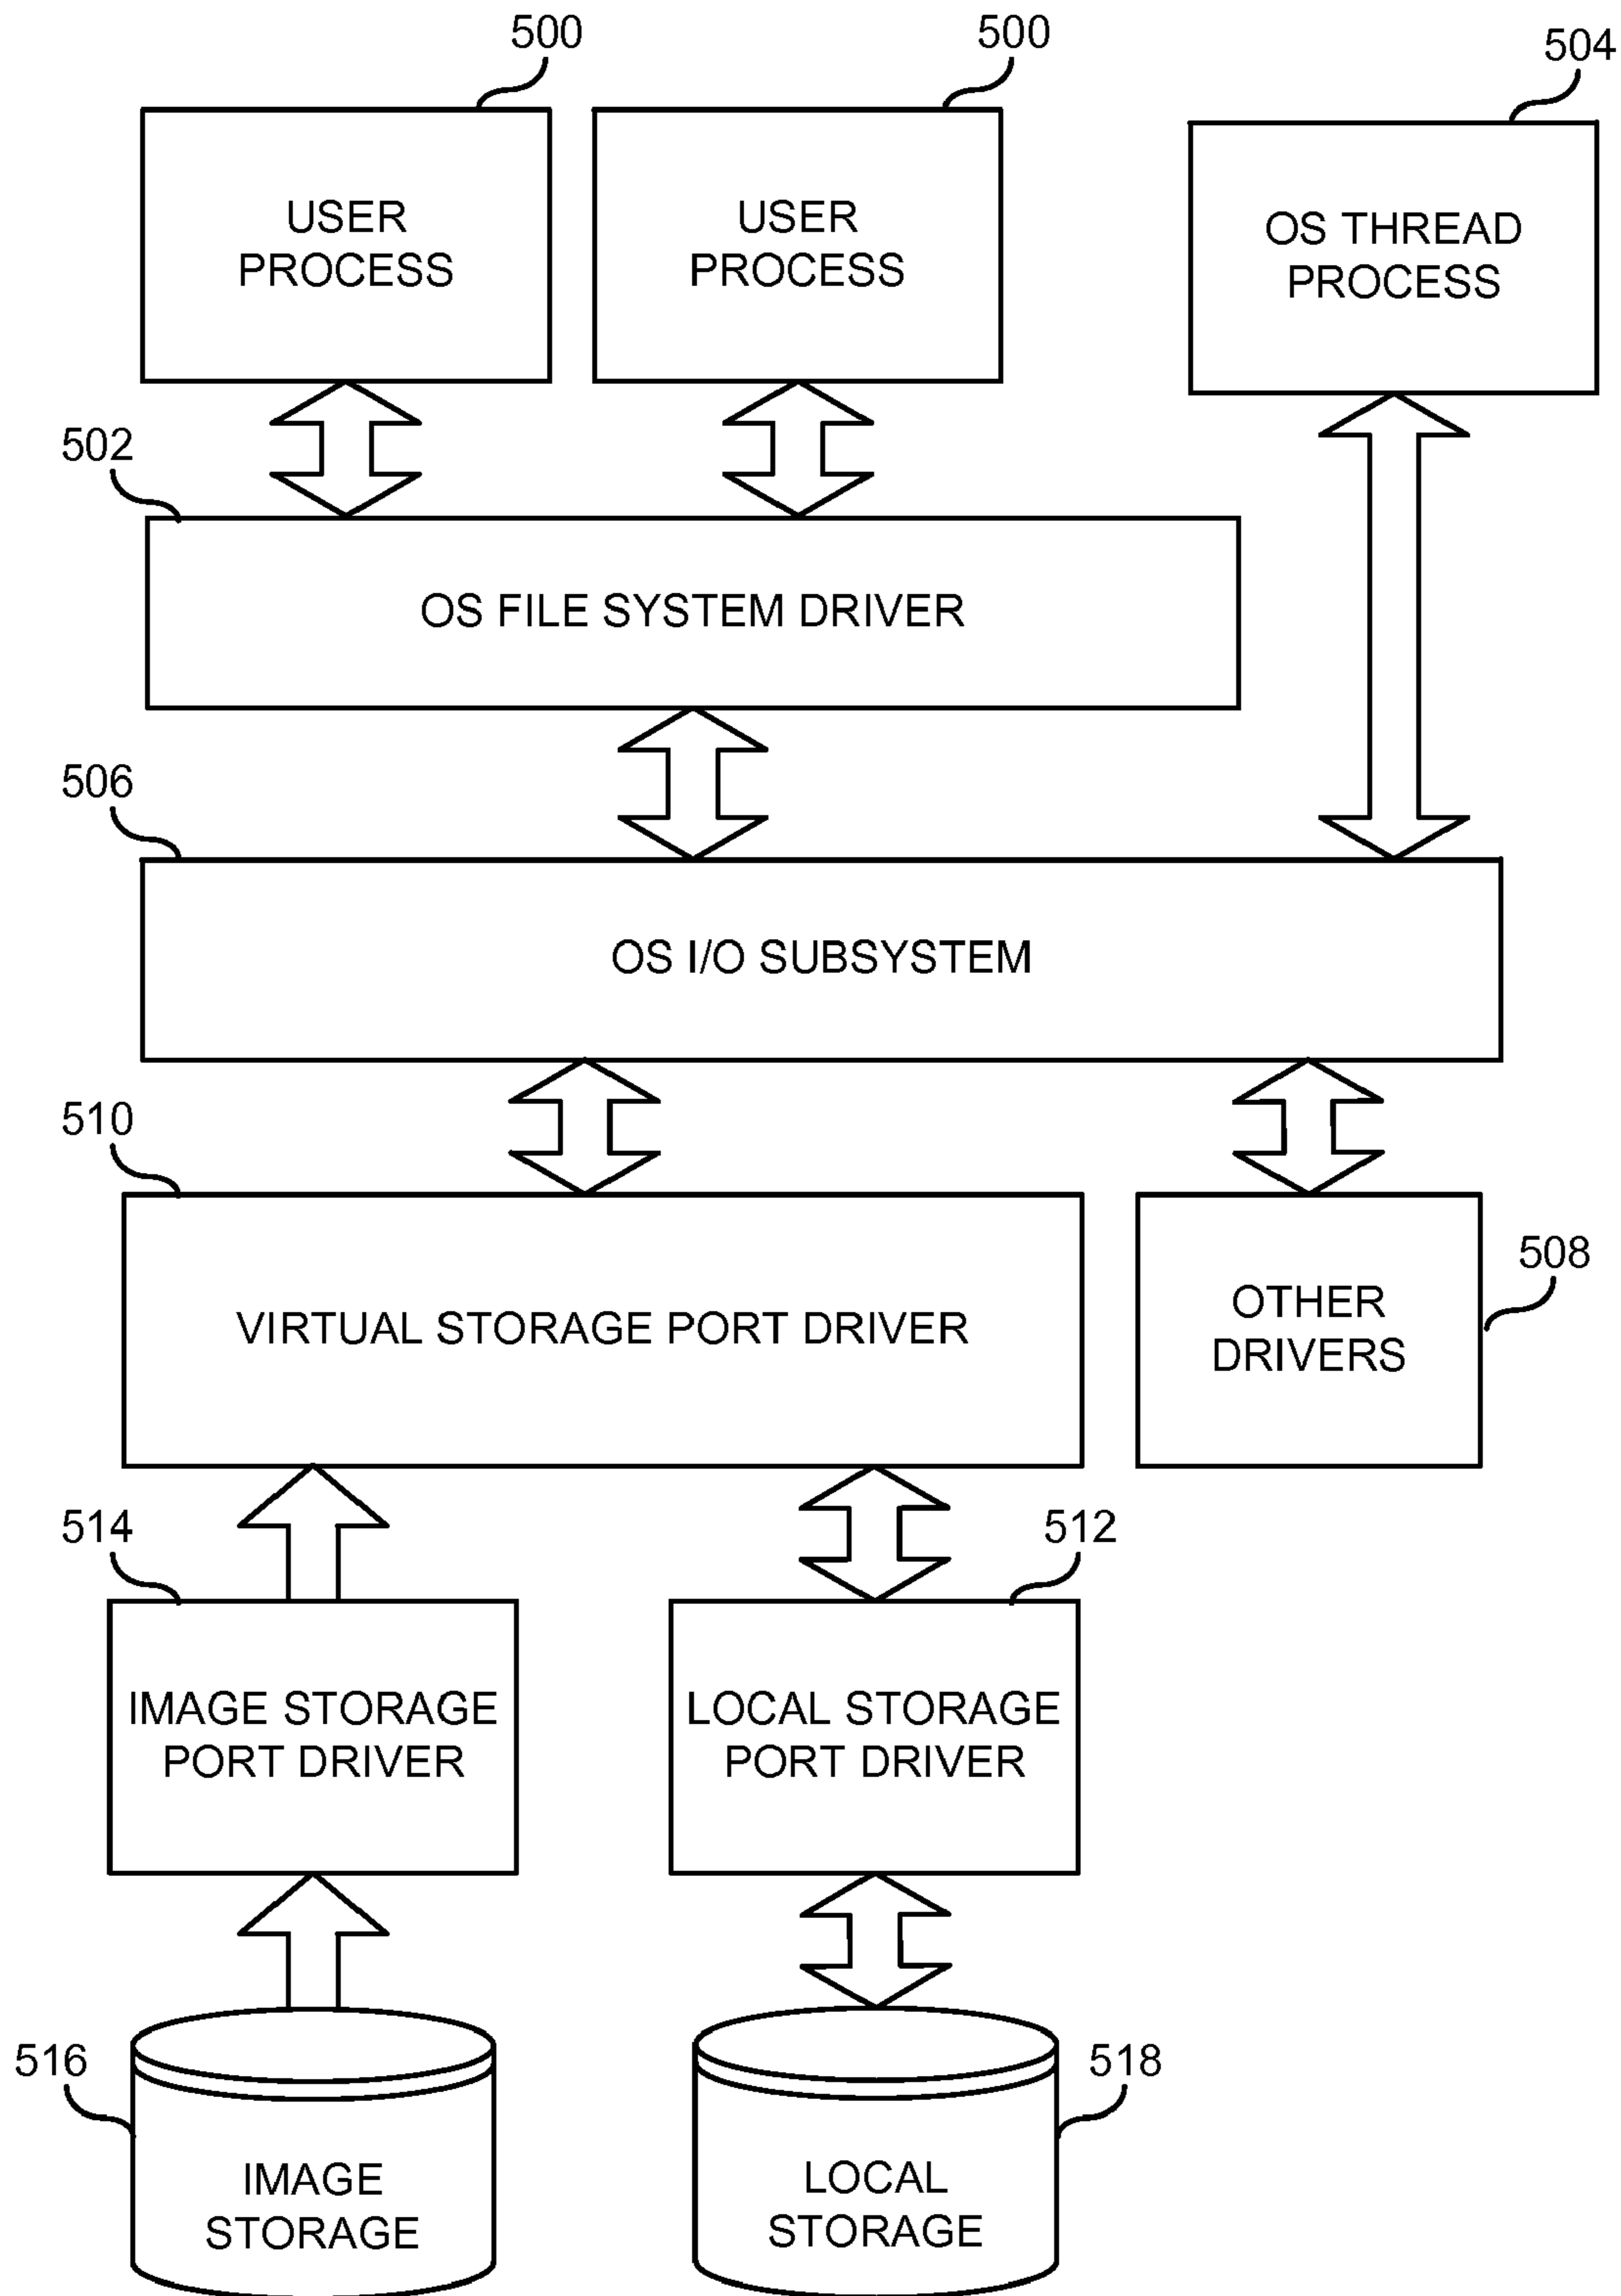 500
500
504
USER
PROCESS
USER
PROCESS
OS THREAD
PROCESS
502
OS FILE SYSTEM DRIVER
506
OS I/O SUBSYSTEM
510
VIRTUAL STORAGE PORT DRIVER
OTHER
DRIVERS
508
514
512
IMAGE STORAGE
PORT DRIVER
LOCAL STORAGE
PORT DRIVER
516
518
IMAGE
STORAGE
LOCAL
STORAGE